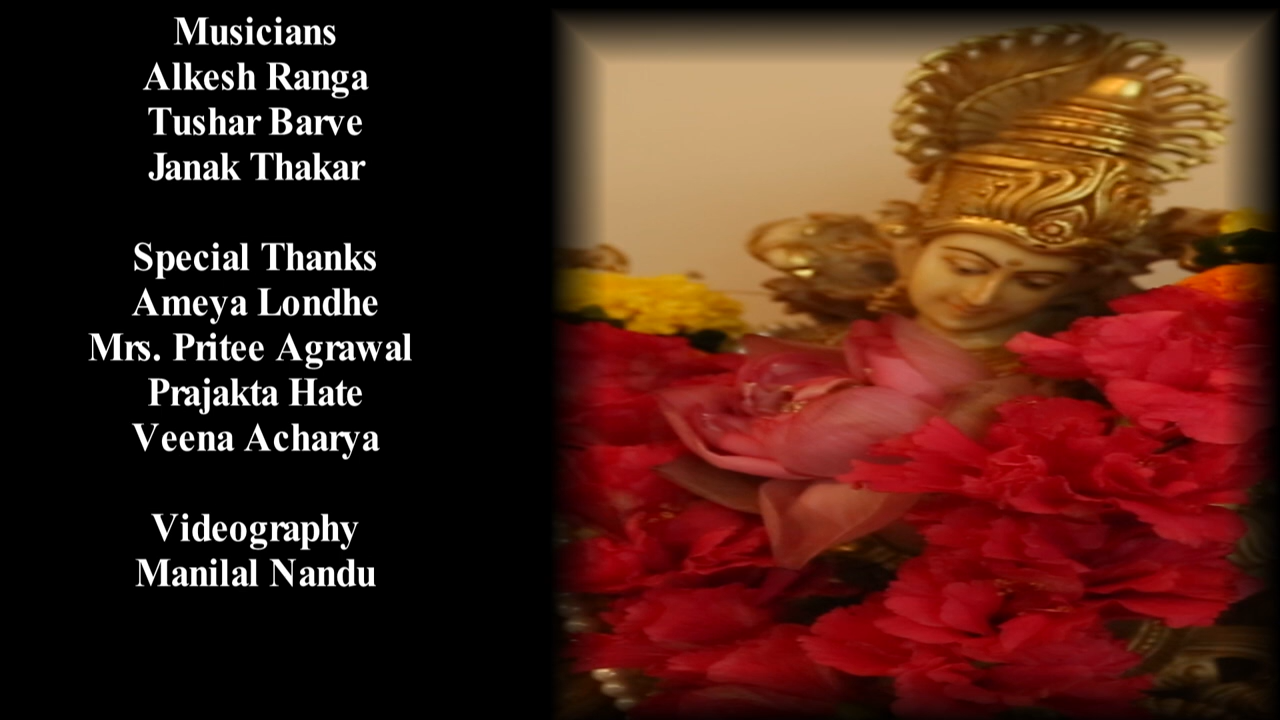 Musicians
Alkesh Ranga
Tushar Barve
Janak Thakar
Special Thanks
Ameya Londhe
Mrs. Pritee Agrawal
Prajakta Hate
Veena Acharya
Videography
Manilal Nandu